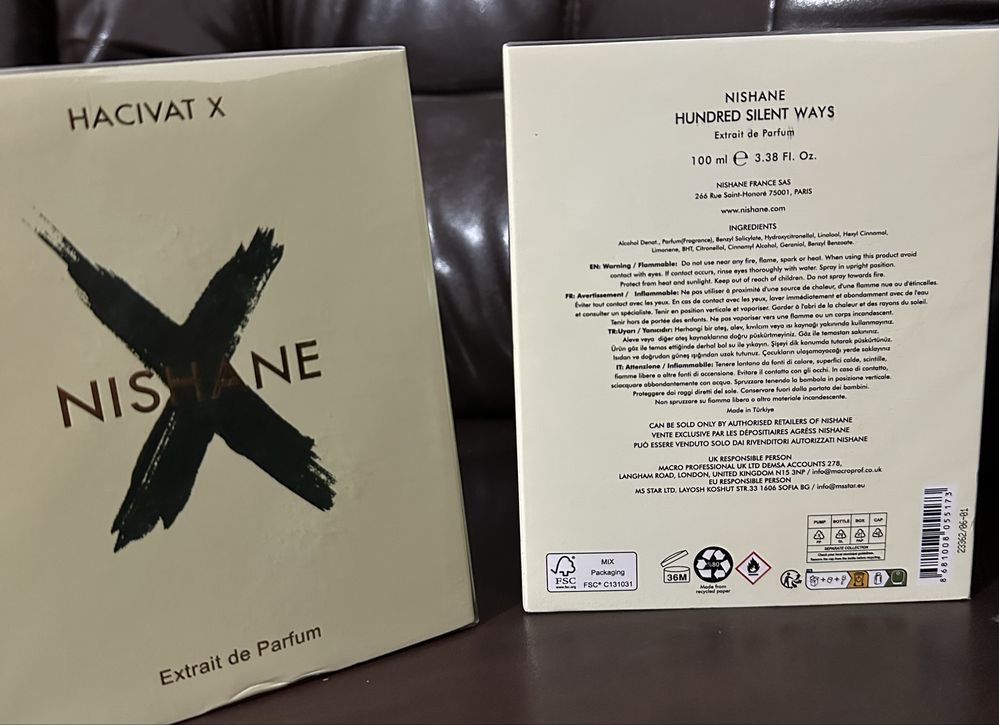 HACIVAT X
NISHANE
Extrait de Parfum
NISHANE
HUNDRED SILENT WAYS
Extrait de Parfum
100 ml ℮ 3.38 Fl. Oz.
NISHANE FRANCE SAS
266 Rue Saint-Honoré 75001, PARIS
www.nishane.com
INGREDIENTS
Alcohol Denat., Parfum(Fragrance), Benzyl Salicylate, Hydroxycitronellal, Linalool, Hexyl Cinnamal,
Limonene, BHT, Citronellol, Cinnamyl Alcohol, Geraniol, Benzyl Benzoate.
EN: Warning / Flammable: Do not use near any fire, flame, spark or heat. When using this product avoid
contact with eyes. If contact occurs, rinse eyes thoroughly with water. Spray in upright position.
Protect from heat and sunlight. Keep out of reach of children. Do not spray towards fire.
FR: Avertissement / Inflammable: Ne pas utiliser à proximité d'une source de chaleur, d'une flamme nue ou d'étincelles.
Éviter tout contact avec les yeux. En cas de contact avec les yeux, laver immédiatement et abondamment avec de l'eau
et consulter un spécialiste. Tenir en position verticale et vaporiser. Garder à l'abri de la chaleur et des rayons du soleil.
Tenir hors de portée des enfants. Ne pas vaporiser vers une flamme ou un corps incandescent.
TR:Uyarı / Yanıcıdır: Herhangi bir ateş, alev, kıvılcım veya ısı kaynağı yakınında kullanmayınız.
Aleve veya diğer ateş kaynaklarına doğru püskürtmeyiniz. Göz ile temastan sakınınız.
Ürün göz ile temas ettiğinde derhal bol su ile yıkayın. Şişeyi dik konumda tutarak püskürtünüz.
Isıdan ve doğrudan güneş ışığından uzak tutunuz. Çocukların ulaşamayacağı yerde saklayınız
IT: Attenzione / Inflammabile: Tenere lontano da fonti di calore, superfici calde, scintille,
fiamme libere o altre fonti di accensione. Evitare il contatto con gli occhi. In caso di contatto,
sciacquare abbondantemente con acqua. Spruzzare tenendo la bombola in posizione verticale.
Proteggere dai raggi diretti del sole. Conservare fuori dalla portata dei bambini.
Non spruzzare su fiamma libera o altro materiale incandescente.
Made in Türkiye
CAN BE SOLD ONLY BY AUTHORISED RETAILERS OF NISHANE
VENTE EXCLUSIVE PAR LES DÉPOSITAIRES AGRÉSS NISHANE
PUÒ ESSERE VENDUTO SOLO DAI RIVENDITORI AUTORIZZATI NISHANE
UK RESPONSIBLE PERSON
MACRO PROFESSIONAL UK LTD DEMSA ACCOUNTS 278,
LANGHAM ROAD, LONDON, UNITED KINGDOM N15 3NP / info@macroprof.co.uk
EU RESPONSIBLE PERSON
MS STAR LTD. LAYOSH KOSHUT STR.33 1606 SOFIA BG / info@msstar.eu
FSC
www.fsc.org
MIX
Packaging
FSC® C131031
36M
%80
Made from
recycled paper
PUMP BOTTLE BOX CAP
PP GL PAP
SEPARATE COLLECTION
Check your local municipal guidelines.
8 681008 055173
23362/06-01